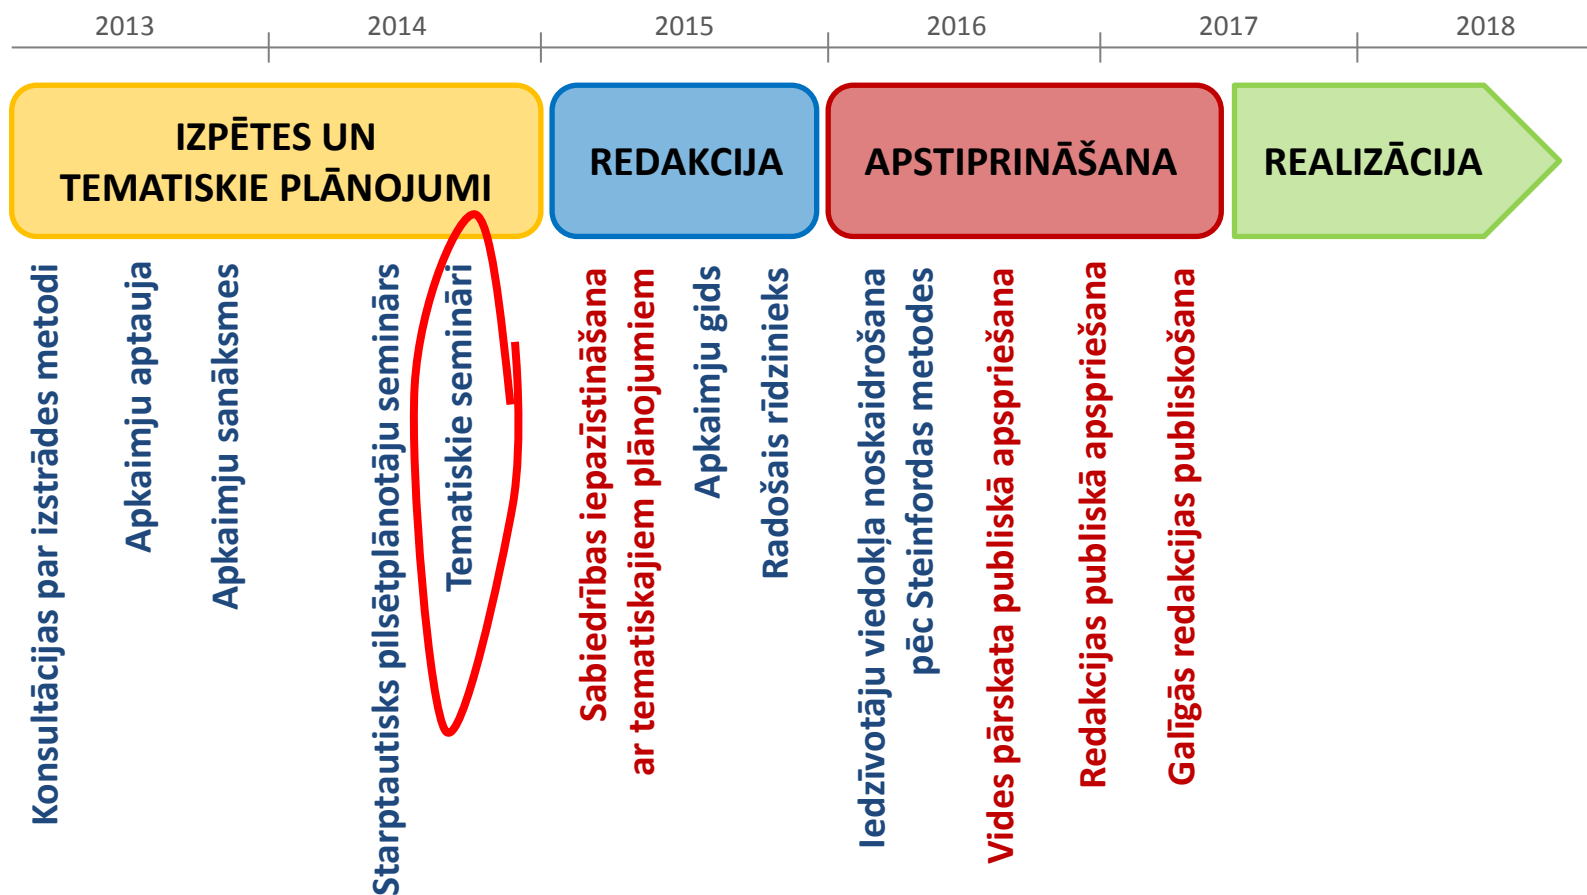 2013
2014
2015
2016
2017
2018
IZPĒTES UN
TEMATISKIE PLĀNOJUMI
REDAKCIJA
APSTIPRINĀŠANA
REALIZĀCIJA
Konsultācijas par izstrādes metodi
Apkaimju aptauja
Apkaimju sanāksmes
Starptautisks pilsētplānotāju seminārs
Tematiskie semināri
Sabiedrības iepazīstināšana
ar tematiskajiem plānojumiem
Apkaimju gids
Radošais rīdzinieks
Iedzīvotāju viedokļa noskaidrošana
pēc Steinfordas metodes
Vides pārskata publiskā apspriešana
Redakcijas publiskā apspriešana
Galīgās redakcijas publiskošana